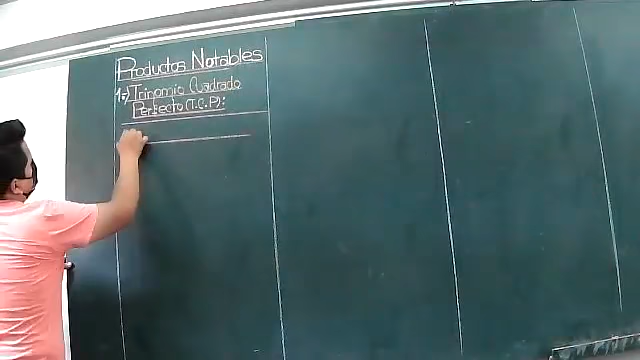 Productos Notables
1=) Trinomio Cuadrado
Perfecto (T.C.P):